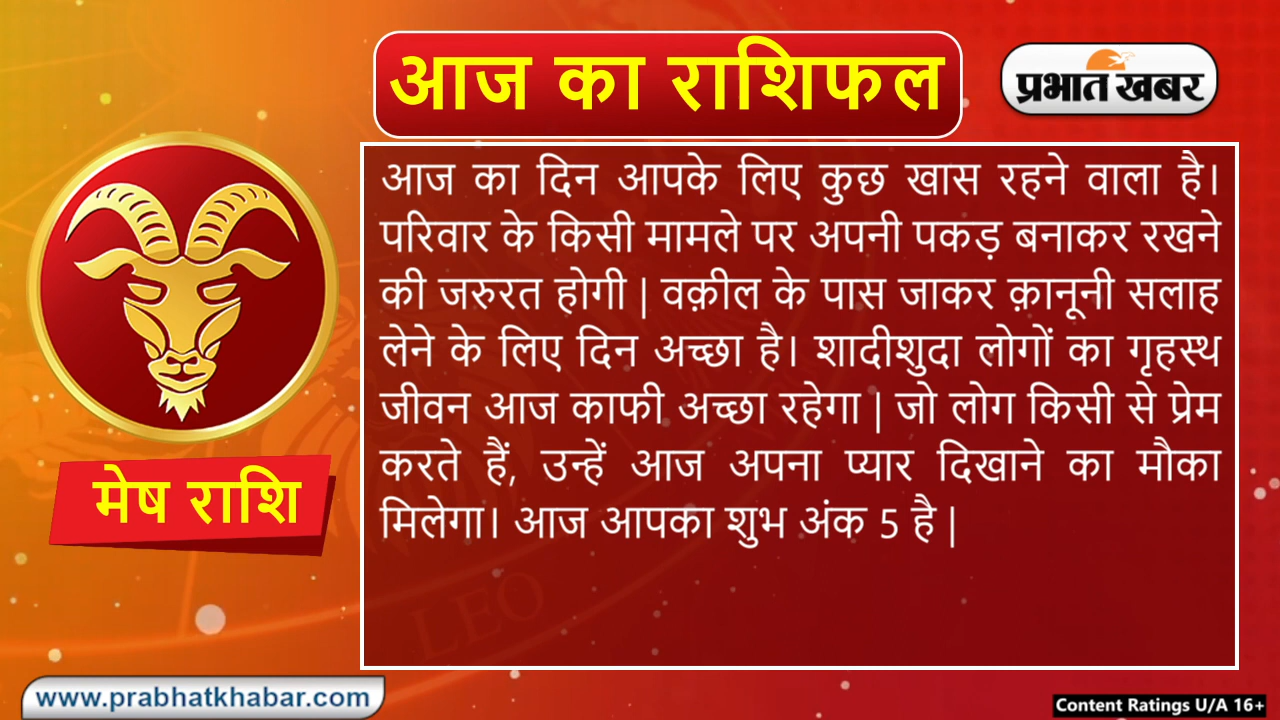 आज का राशिफल
प्रभात खबर
आज का दिन आपके लिए कुछ खास रहने वाला है।
परिवार के किसी मामले पर अपनी पकड़ बनाकर रखने
की जरुरत होगी | वक़ील के पास जाकर क़ानूनी सलाह
लेने के लिए दिन अच्छा है। शादीशुदा लोगों का गृहस्थ
जीवन आज काफी अच्छा रहेगा | जो लोग किसी से प्रेम
करते हैं, उन्हें आज अपना प्यार दिखाने का मौका
मिलेगा। आज आपका शुभ अंक 5 है |
मेष राशि
LEO
www.prabhatkhabar.com
Content Ratings U/A 16+